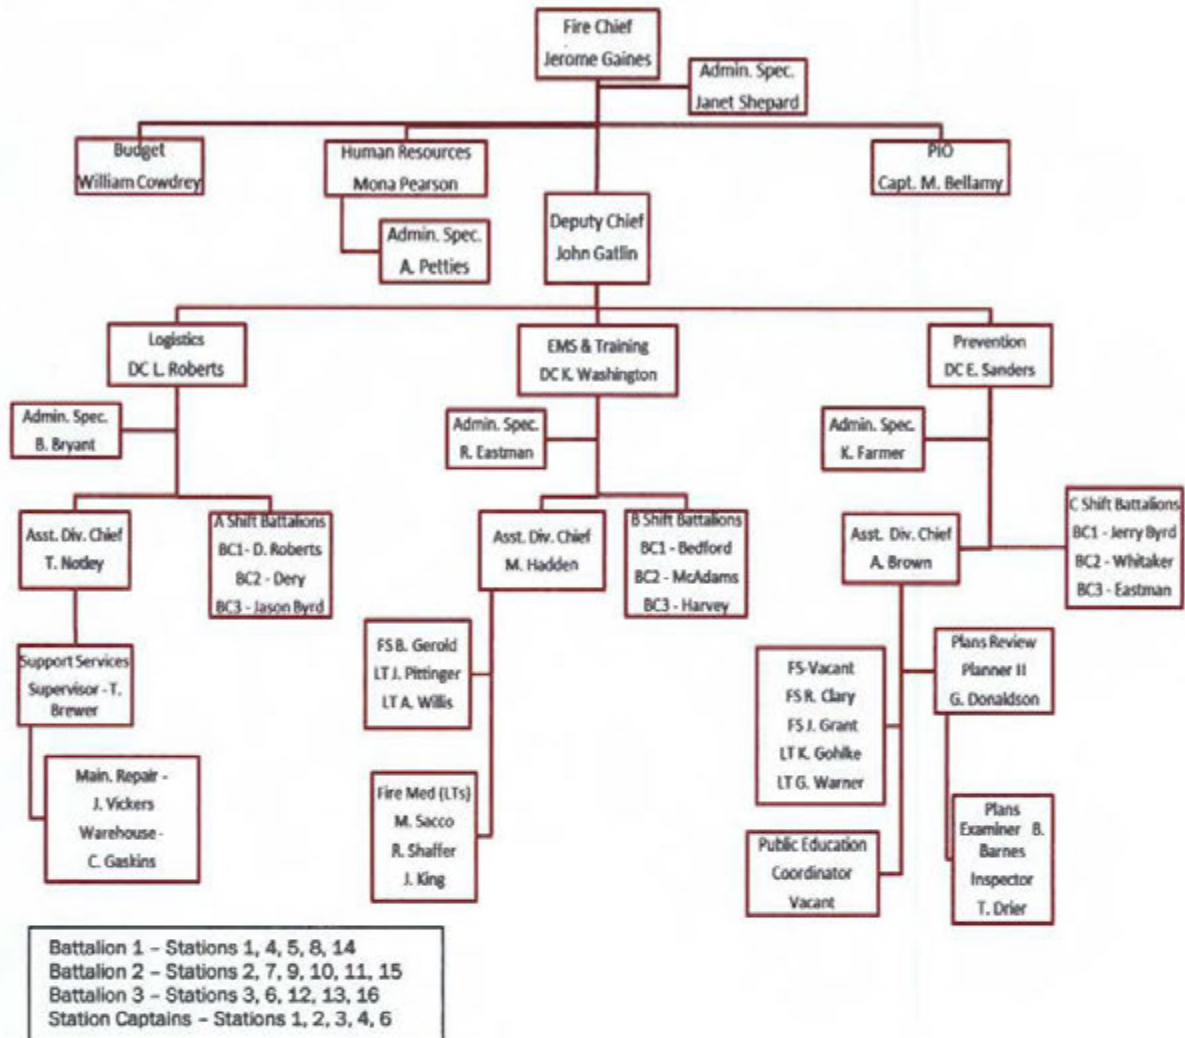 Fire Chief
Jerome Gaines
Admin. Spec.
Janet Shepard
Budget
William Cowdrey
Human Resources
Mona Pearson
PIO
Capt. M. Bellamy
Admin. Spec.
A. Petties
Deputy Chief
John Gatlin
Logistics
DC L. Roberts
EMS & Training
DC K. Washington
Prevention
DC E. Sanders
Admin. Spec.
B. Bryant
Admin. Spec.
R. Eastman
Admin. Spec.
K. Farmer
Asst. Div. Chief
T. Notley
A Shift Battalions
BC1- D. Roberts
BC2 - Dery
BC3 - Jason Byrd
Asst. Div. Chief
M. Hadden
B Shift Battalions
BC1 - Bedford
BC2 - McAdams
BC3 - Harvey
Asst. Div. Chief
A. Brown
C Shift Battalions
BC1 - Jerry Byrd
BC2 - Whitaker
BC3 - Eastman
Support Services
Supervisor - T.
Brewer
FS B. Gerold
LT J. Pittinger
LT A. Willis
FS-Vacant
FS R. Clary
FS J. Grant
LT K. Gohlke
LT G. Warner
Plans Review
Planner II
G. Donaldson
Main. Repair -
J. Vickers
Warehouse -
C. Gaskins
Fire Med (LTs)
M. Sacco
R. Shaffer
J. King
Public Education
Coordinator
Vacant
Plans
Examiner B.
Barnes
Inspector
T. Drier
Battalion 1 – Stations 1, 4, 5, 8, 14
Battalion 2 – Stations 2, 7, 9, 10, 11, 15
Battalion 3 – Stations 3, 6, 12, 13, 16
Station Captains – Stations 1, 2, 3, 4, 6